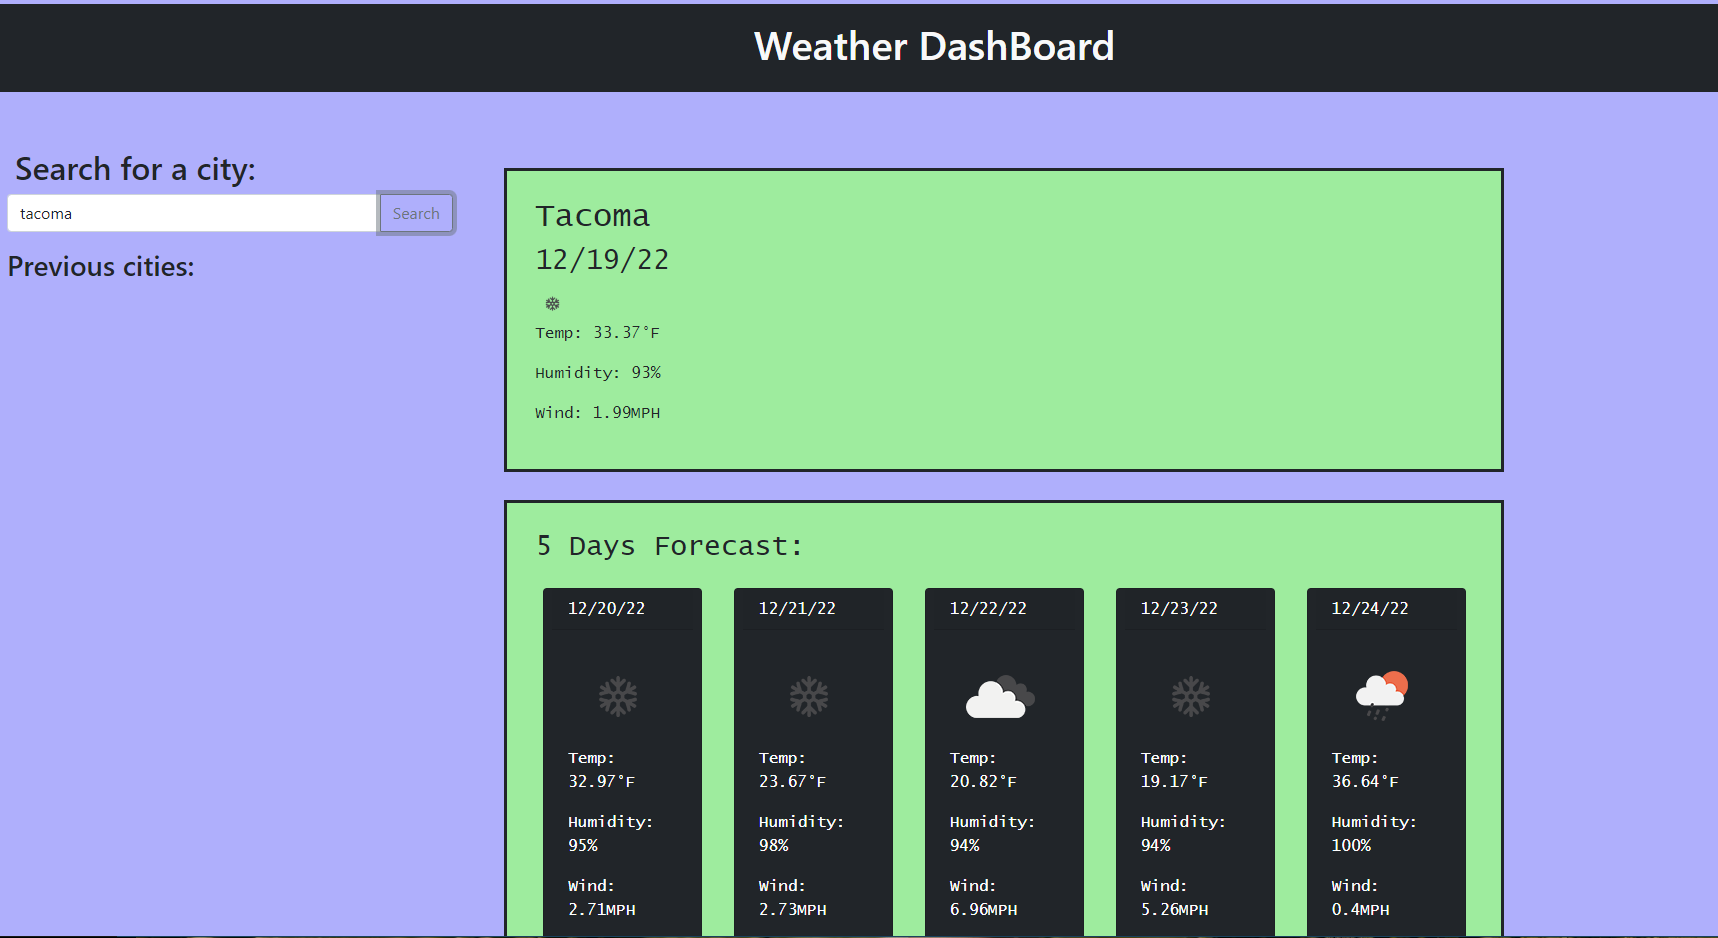 Weather DashBoard
Search for a city:
tacoma
Search
Previous cities:
Tacoma
12/19/22
Temp: 33.37°F
Humidity: 93%
Wind: 1.99MPH
5 Days Forecast:
12/20/22
Temp:
32.97°F
Humidity:
95%
Wind:
2.71MPH
12/21/22
Temp:
23.67°F
Humidity:
98%
Wind:
2.73MPH
12/22/22
Temp:
20.82°F
Humidity:
94%
Wind:
6.96MPH
12/23/22
Temp:
19.17°F
Humidity:
94%
Wind:
5.26MPH
12/24/22
Temp:
36.64°F
Humidity:
100%
Wind:
0.4MPH